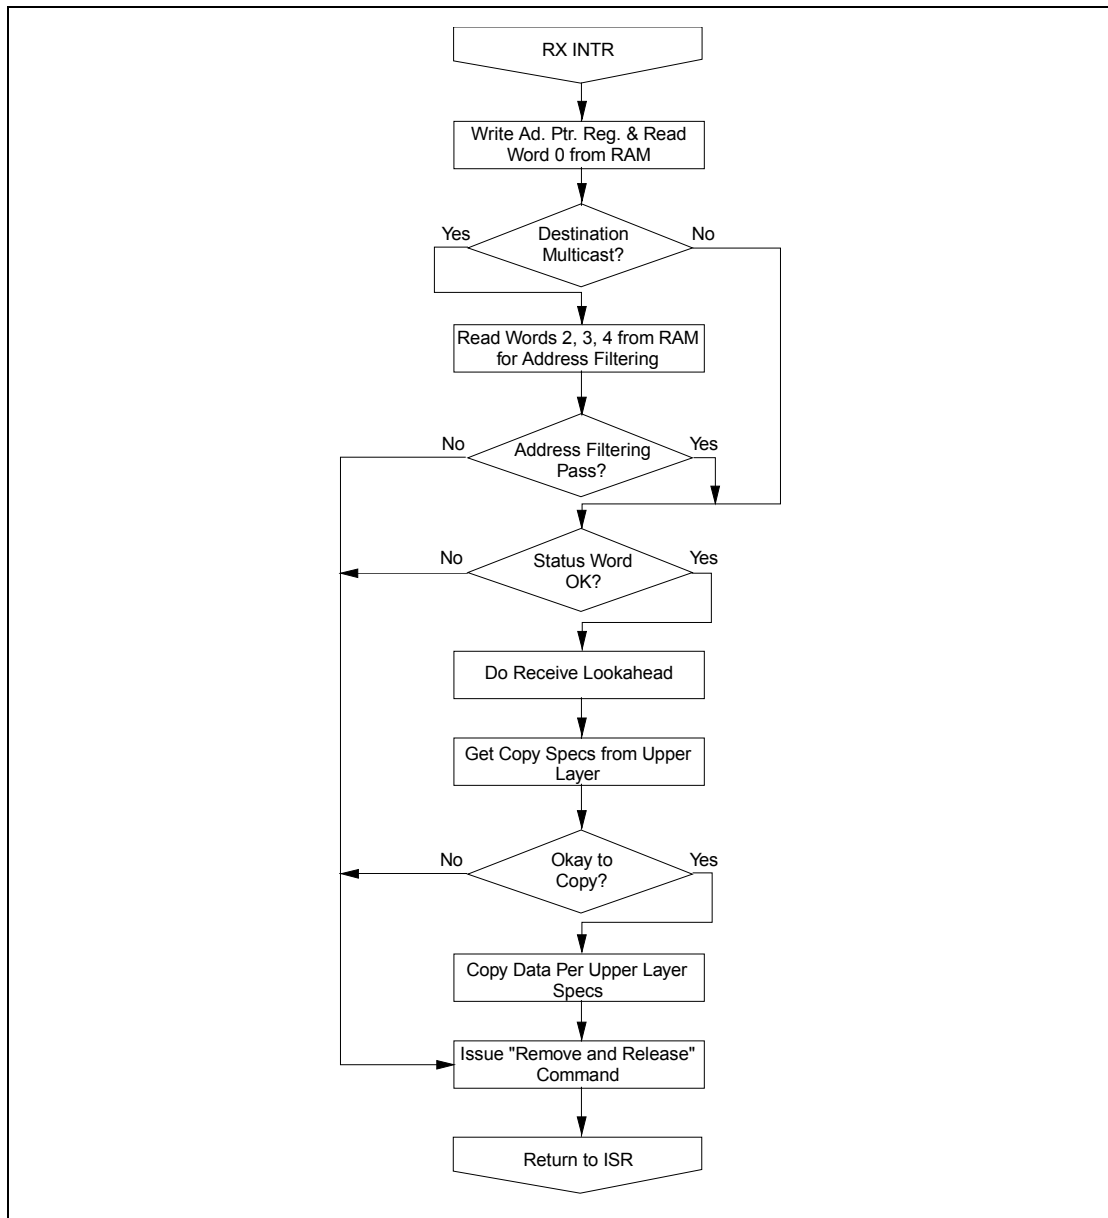 RX INTR
Write Ad. Ptr. Reg. & Read
Word 0 from RAM
Yes
Destination
Multicast?
No
Read Words 2, 3, 4 from RAM
for Address Filtering
No
Address Filtering
Pass?
Yes
No
Status Word
OK?
Yes
Do Receive Lookahead
Get Copy Specs from Upper
Layer
No
Okay to
Copy?
Yes
Copy Data Per Upper Layer
Specs
Issue "Remove and Release"
Command
Return to ISR